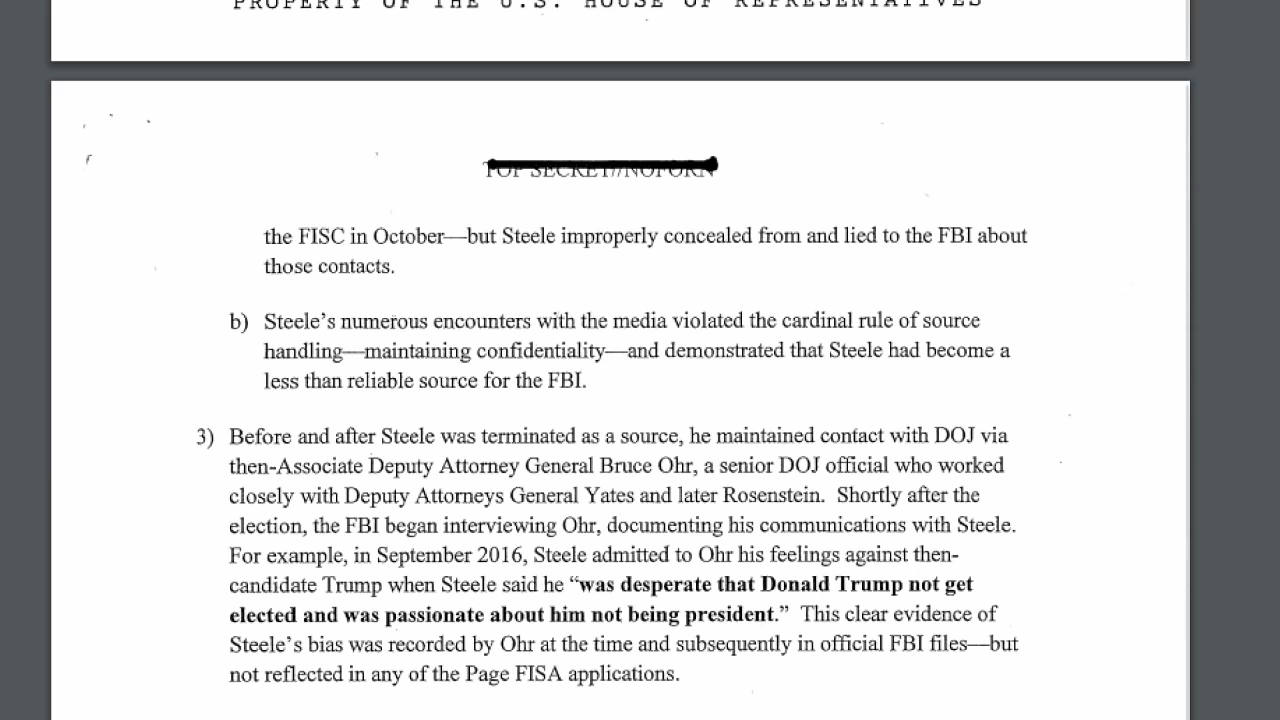 PROPERTY OF THE U.S. HOUSE OF REPRESENTATIVES
TOP SECRET//NOFORN
the FISC in October—but Steele improperly concealed from and lied to the FBI about
those contacts.
b) Steele's numerous encounters with the media violated the cardinal rule of source
handling—maintaining confidentiality—and demonstrated that Steele had become a
less than reliable source for the FBI.
3) Before and after Steele was terminated as a source, he maintained contact with DOJ via
then-Associate Deputy Attorney General Bruce Ohr, a senior DOJ official who worked
closely with Deputy Attorneys General Yates and later Rosenstein. Shortly after the
election, the FBI began interviewing Ohr, documenting his communications with Steele.
For example, in September 2016, Steele admitted to Ohr his feelings against then-
candidate Trump when Steele said he “was desperate that Donald Trump not get
elected and was passionate about him not being president.” This clear evidence of
Steele's bias was recorded by Ohr at the time and subsequently in official FBI files—but
not reflected in any of the Page FISA applications.